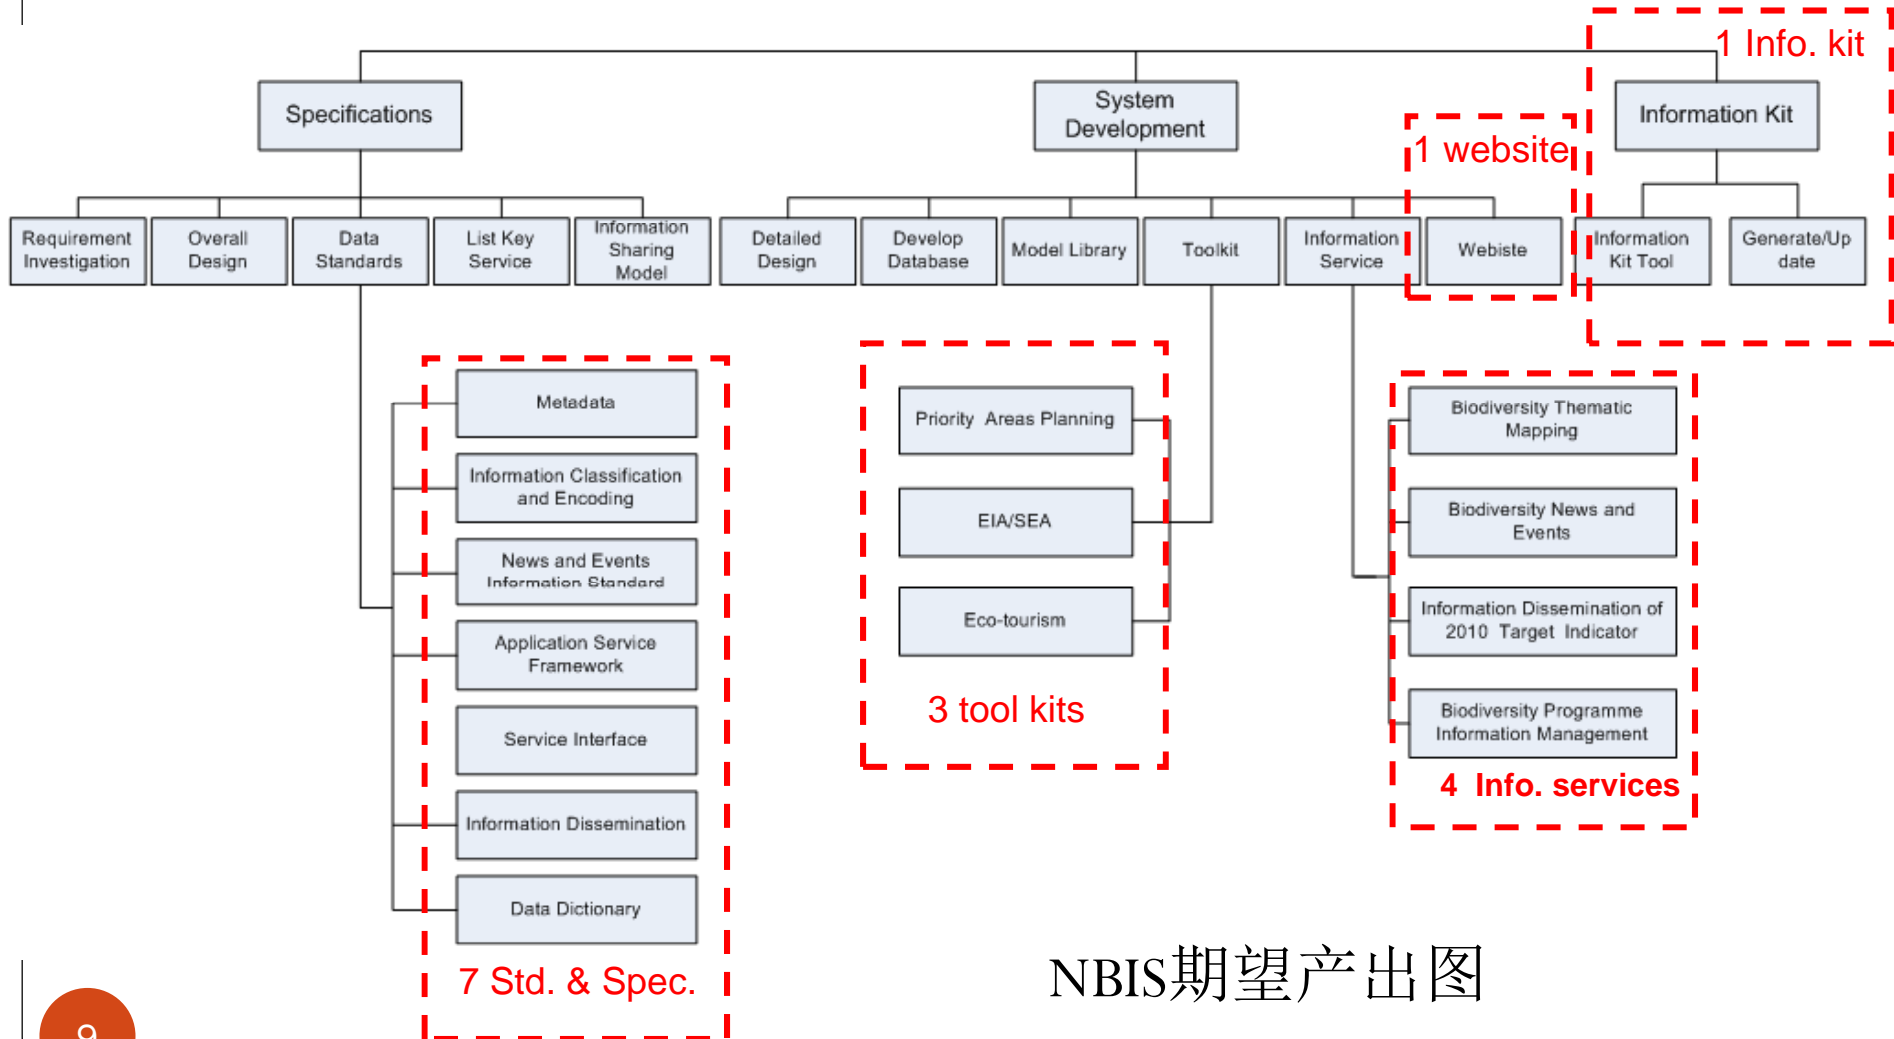 1 Info. kit
Specifications
System
Development
Information Kit
1 website
Requirement
Investigation
Overall
Design
Data
Standards
List Key
Service
Information
Sharing
Model
Detailed
Design
Develop
Database
Model Library
Toolkit
Information
Service
Webiste
Information
Kit Tool
Generate/Up
date
Metadata
Information Classification
and Encoding
News and Events
Information Standard
Application Service
Framework
Service Interface
Information Dissemination
Data Dictionary
7 Std. & Spec.
Priority Areas Planning
EIA/SEA
Eco-tourism
3 tool kits
Biodiversity Thematic
Mapping
Biodiversity News and
Events
Information Dissemination of
2010 Target Indicator
Biodiversity Programme
Information Management
4 Info. services
NBIS期望产出图